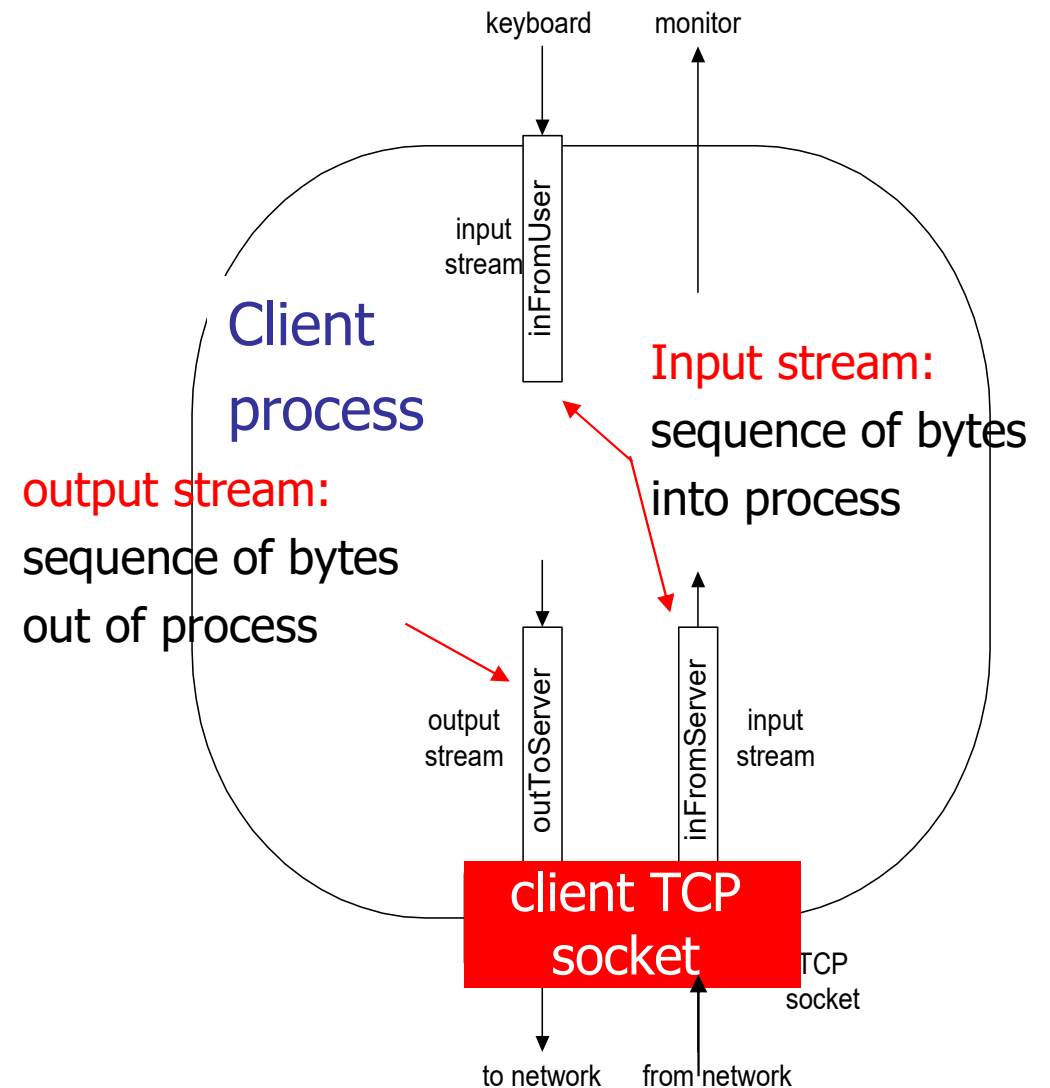 keyboard
monitor
inFromUser
input
stream
Client
process
Input stream:
sequence of bytes
into process
output stream:
sequence of bytes
out of process
outToServer
output
stream
inFromServer
input
stream
client TCP
socket
TCP
socket
to network
from network